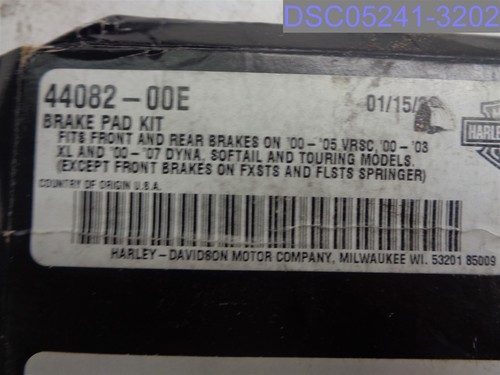 DSC05241-3202
44082-00E
01/15/
BRAKE PAD KIT
FITS FRONT AND REAR BRAKES ON '00-'05 VRSC, '00-'03
XL AND '00-'07 DYNA, SOFTAIL AND TOURING MODELS.
(EXCEPT FRONT BRAKES ON FXSTS AND FLSTS SPRINGER)
COUNTRY OF ORIGIN U.S.A.
HARLEY-DAVIDSON MOTOR COMPANY, MILWAUKEE WI. 53201 85009